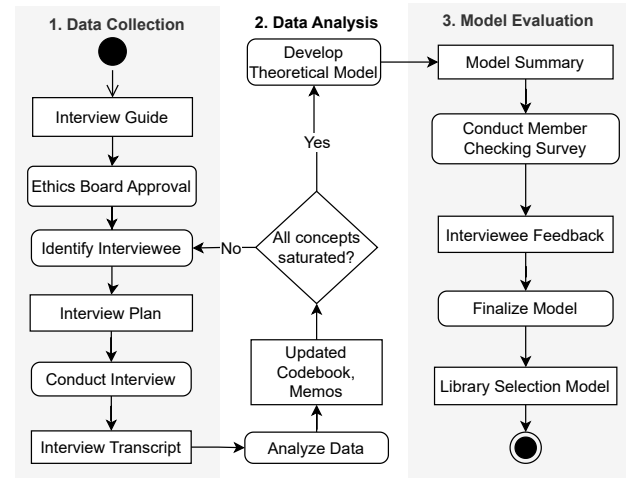 1. Data Collection
Interview Guide
Ethics Board Approval
Identify Interviewee
Interview Plan
Conduct Interview
Interview Transcript
2. Data Analysis
Develop
Theoretical Model
Yes
All concepts
saturated?
No
Updated
Codebook,
Memos
Analyze Data
3. Model Evaluation
Model Summary
Conduct Member
Checking Survey
Interviewee Feedback
Finalize Model
Library Selection Model